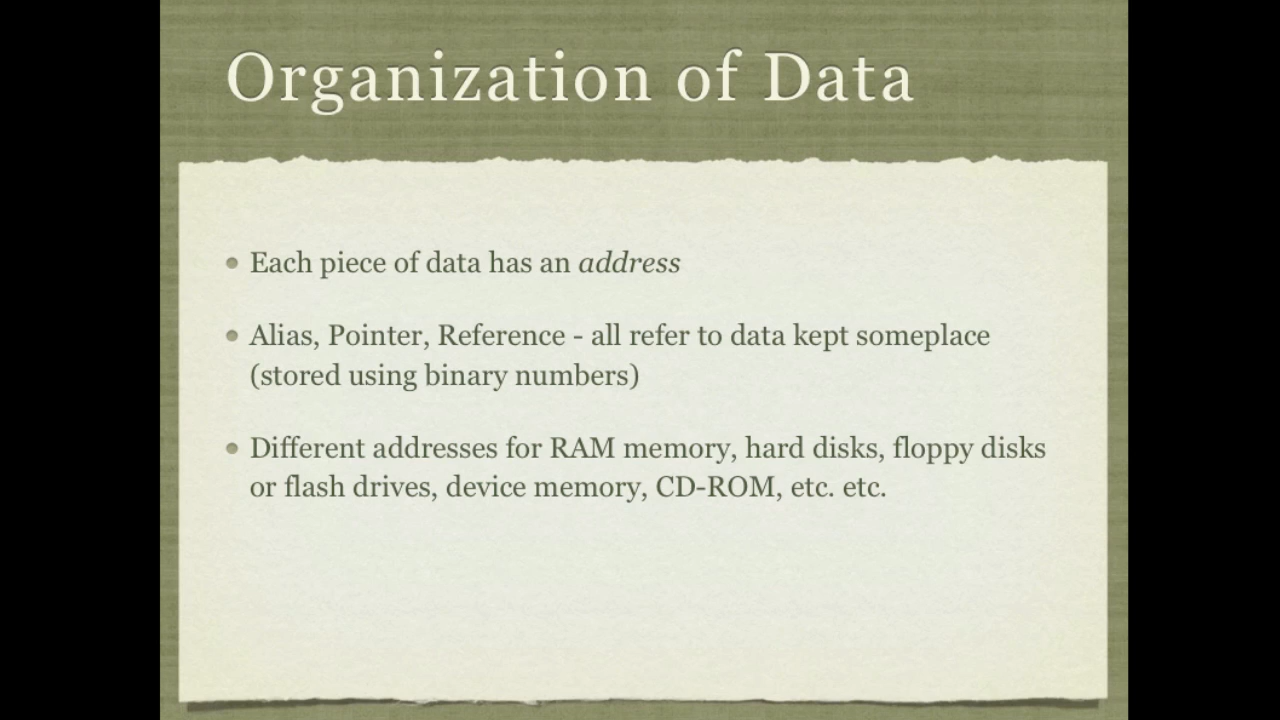 Organization of Data
Each piece of data has an address
Alias, Pointer, Reference - all refer to data kept someplace
(stored using binary numbers)
Different addresses for RAM memory, hard disks, floppy disks
or flash drives, device memory, CD-ROM, etc. etc.